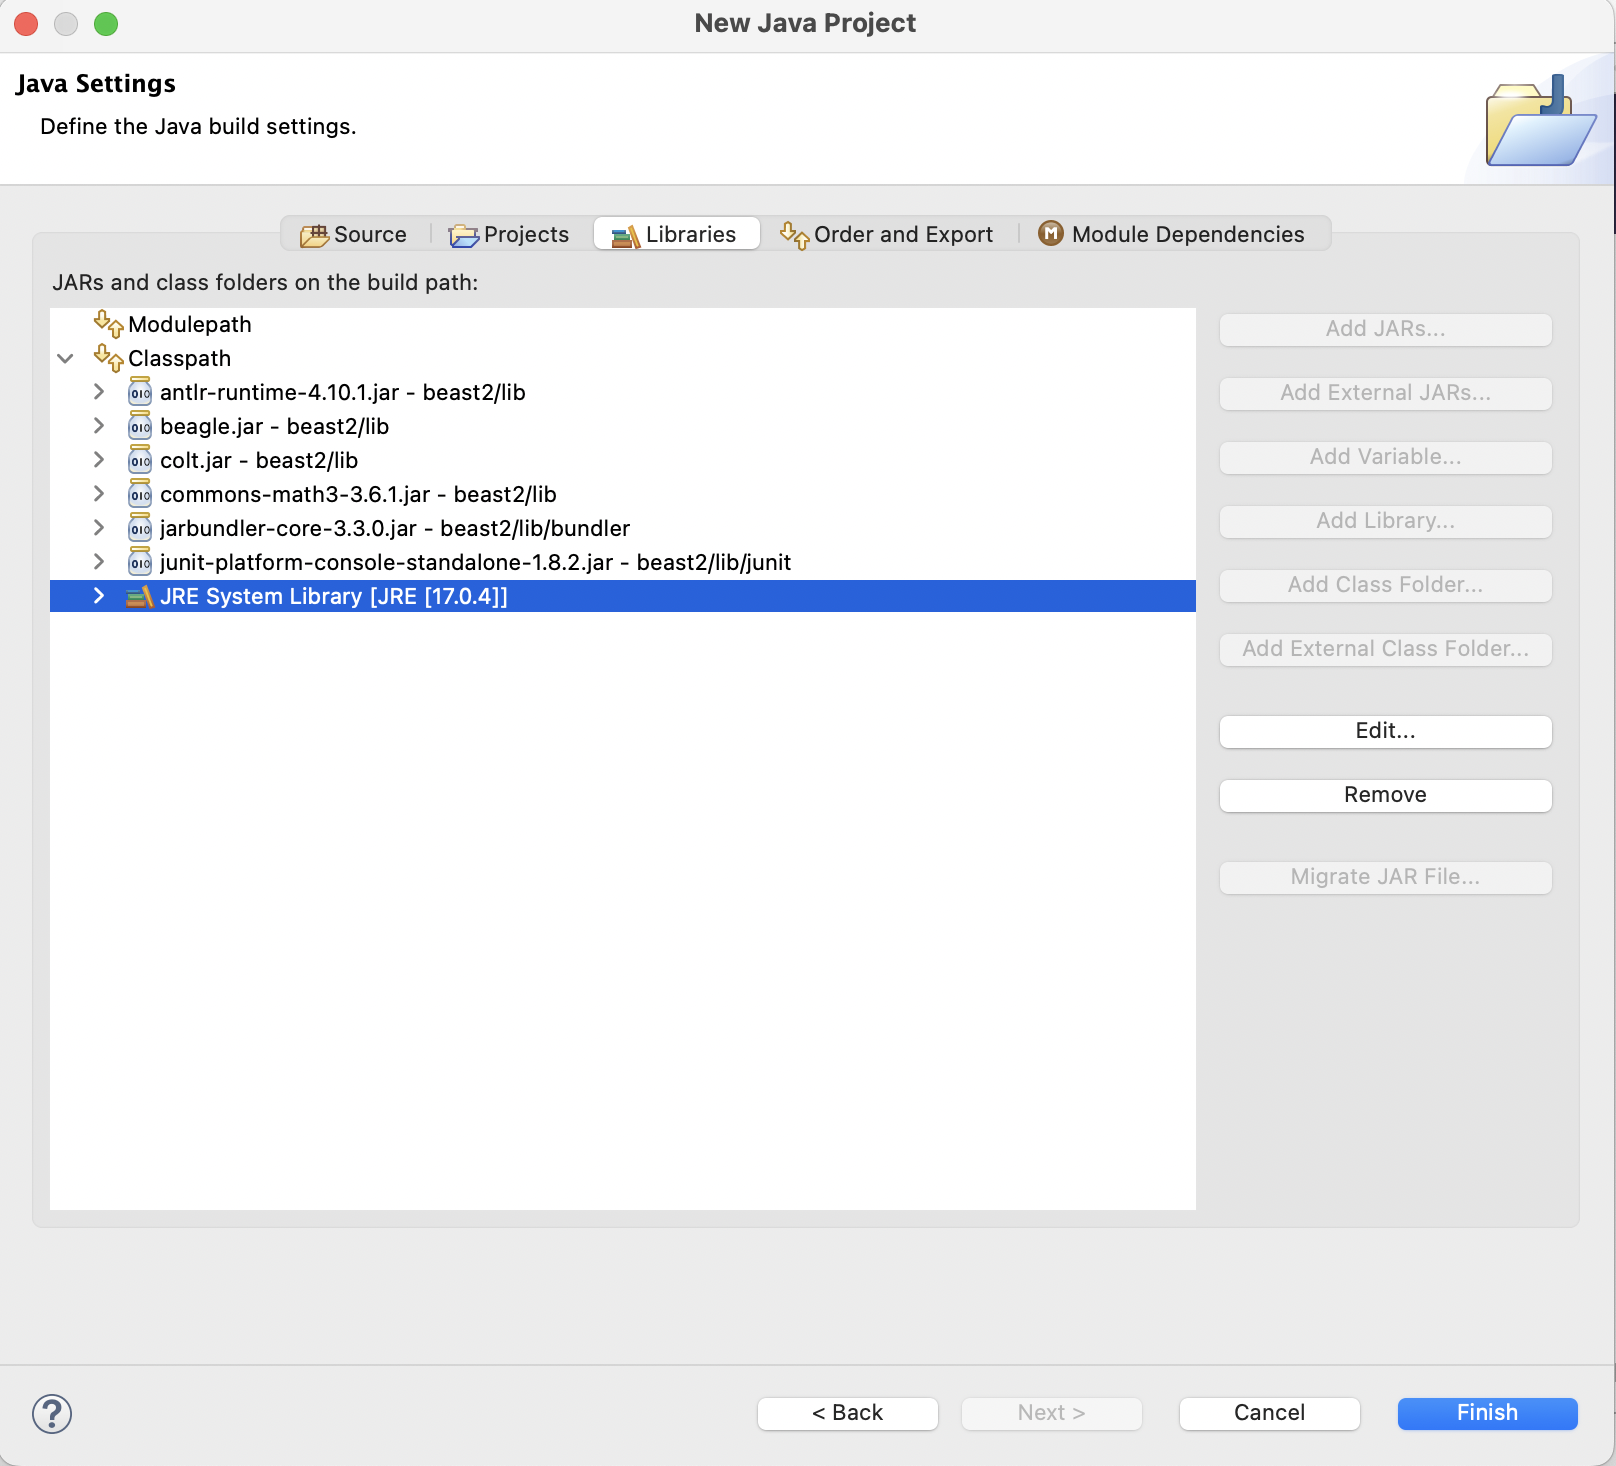 New Java Project
Java Settings
Define the Java build settings.
Source
Projects
Libraries
Order and Export
M Module Dependencies
JARs and class folders on the build path:
Modulepath
Classpath
antlr-runtime-4.10.1.jar - beast2/lib
beagle.jar - beast2/lib
colt.jar - beast2/lib
commons-math3-3.6.1.jar - beast2/lib
jarbundler-core-3.3.0.jar - beast2/lib/bundler
junit-platform-console-standalone-1.8.2.jar - beast2/lib/junit
JRE System Library [JRE [17.0.4]]
Add JARs...
Add External JARs...
Add Variable...
Add Library...
Add Class Folder...
Add External Class Folder...
Edit...
Remove
Migrate JAR File...
?
< Back
Next >
Cancel
Finish